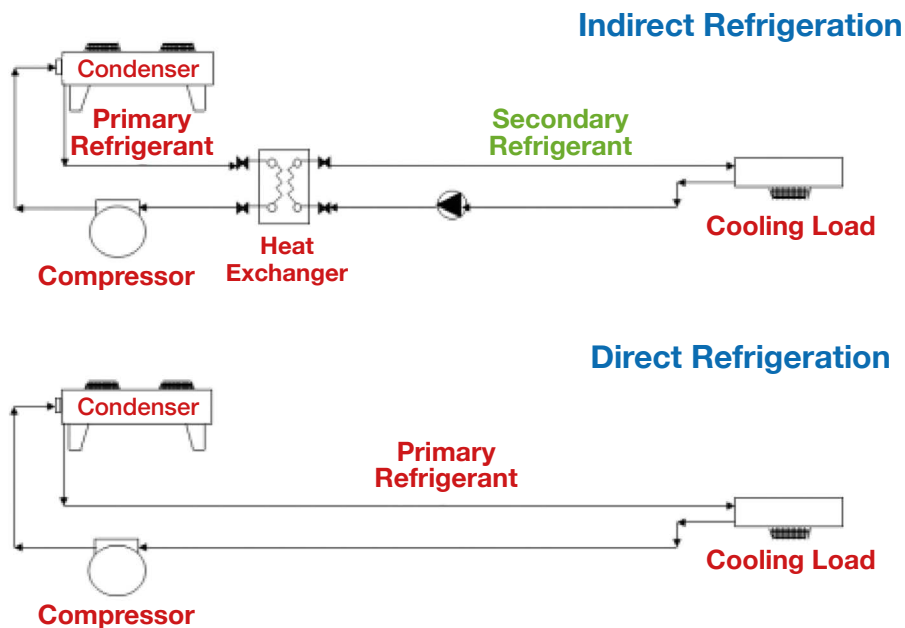 Indirect Refrigeration
Condenser
Primary
Refrigerant
Secondary
Refrigerant
Cooling Load
Heat
Exchanger
Compressor
Direct Refrigeration
Condenser
Primary
Refrigerant
Cooling Load
Compressor